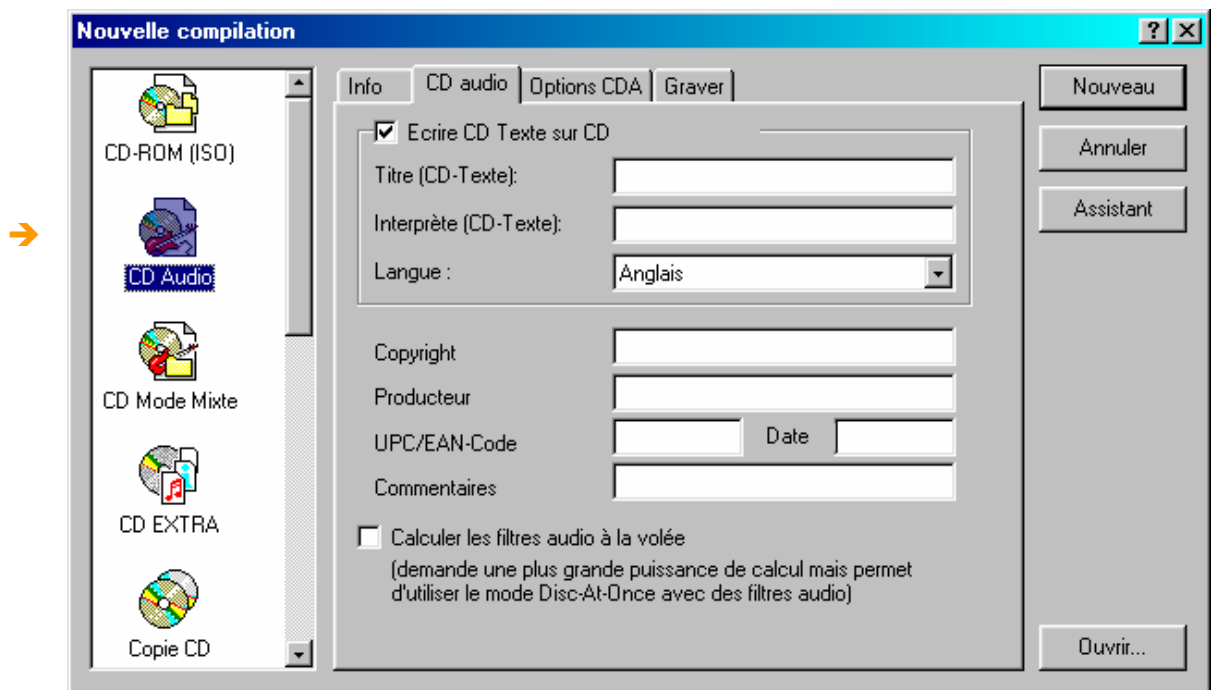 Nouvelle compilation
CD-ROM (ISO)
CD Audio
CD Mode Mixte
CD EXTRA
Copie CD
Info CD audio Options CDA Graver
Ecrire CD Texte sur CD
Titre (CD-Texte):
Interprète (CD-Texte):
Langue : Anglais
Copyright
Producteur
UPC/EAN-Code Date
Commentaires
Calculer les filtres audio à la volée
(demande une plus grande puissance de calcul mais permet
d'utiliser le mode Disc-At-Once avec des filtres audio)
Nouveau
Annuler
Assistant
Ouvrir...